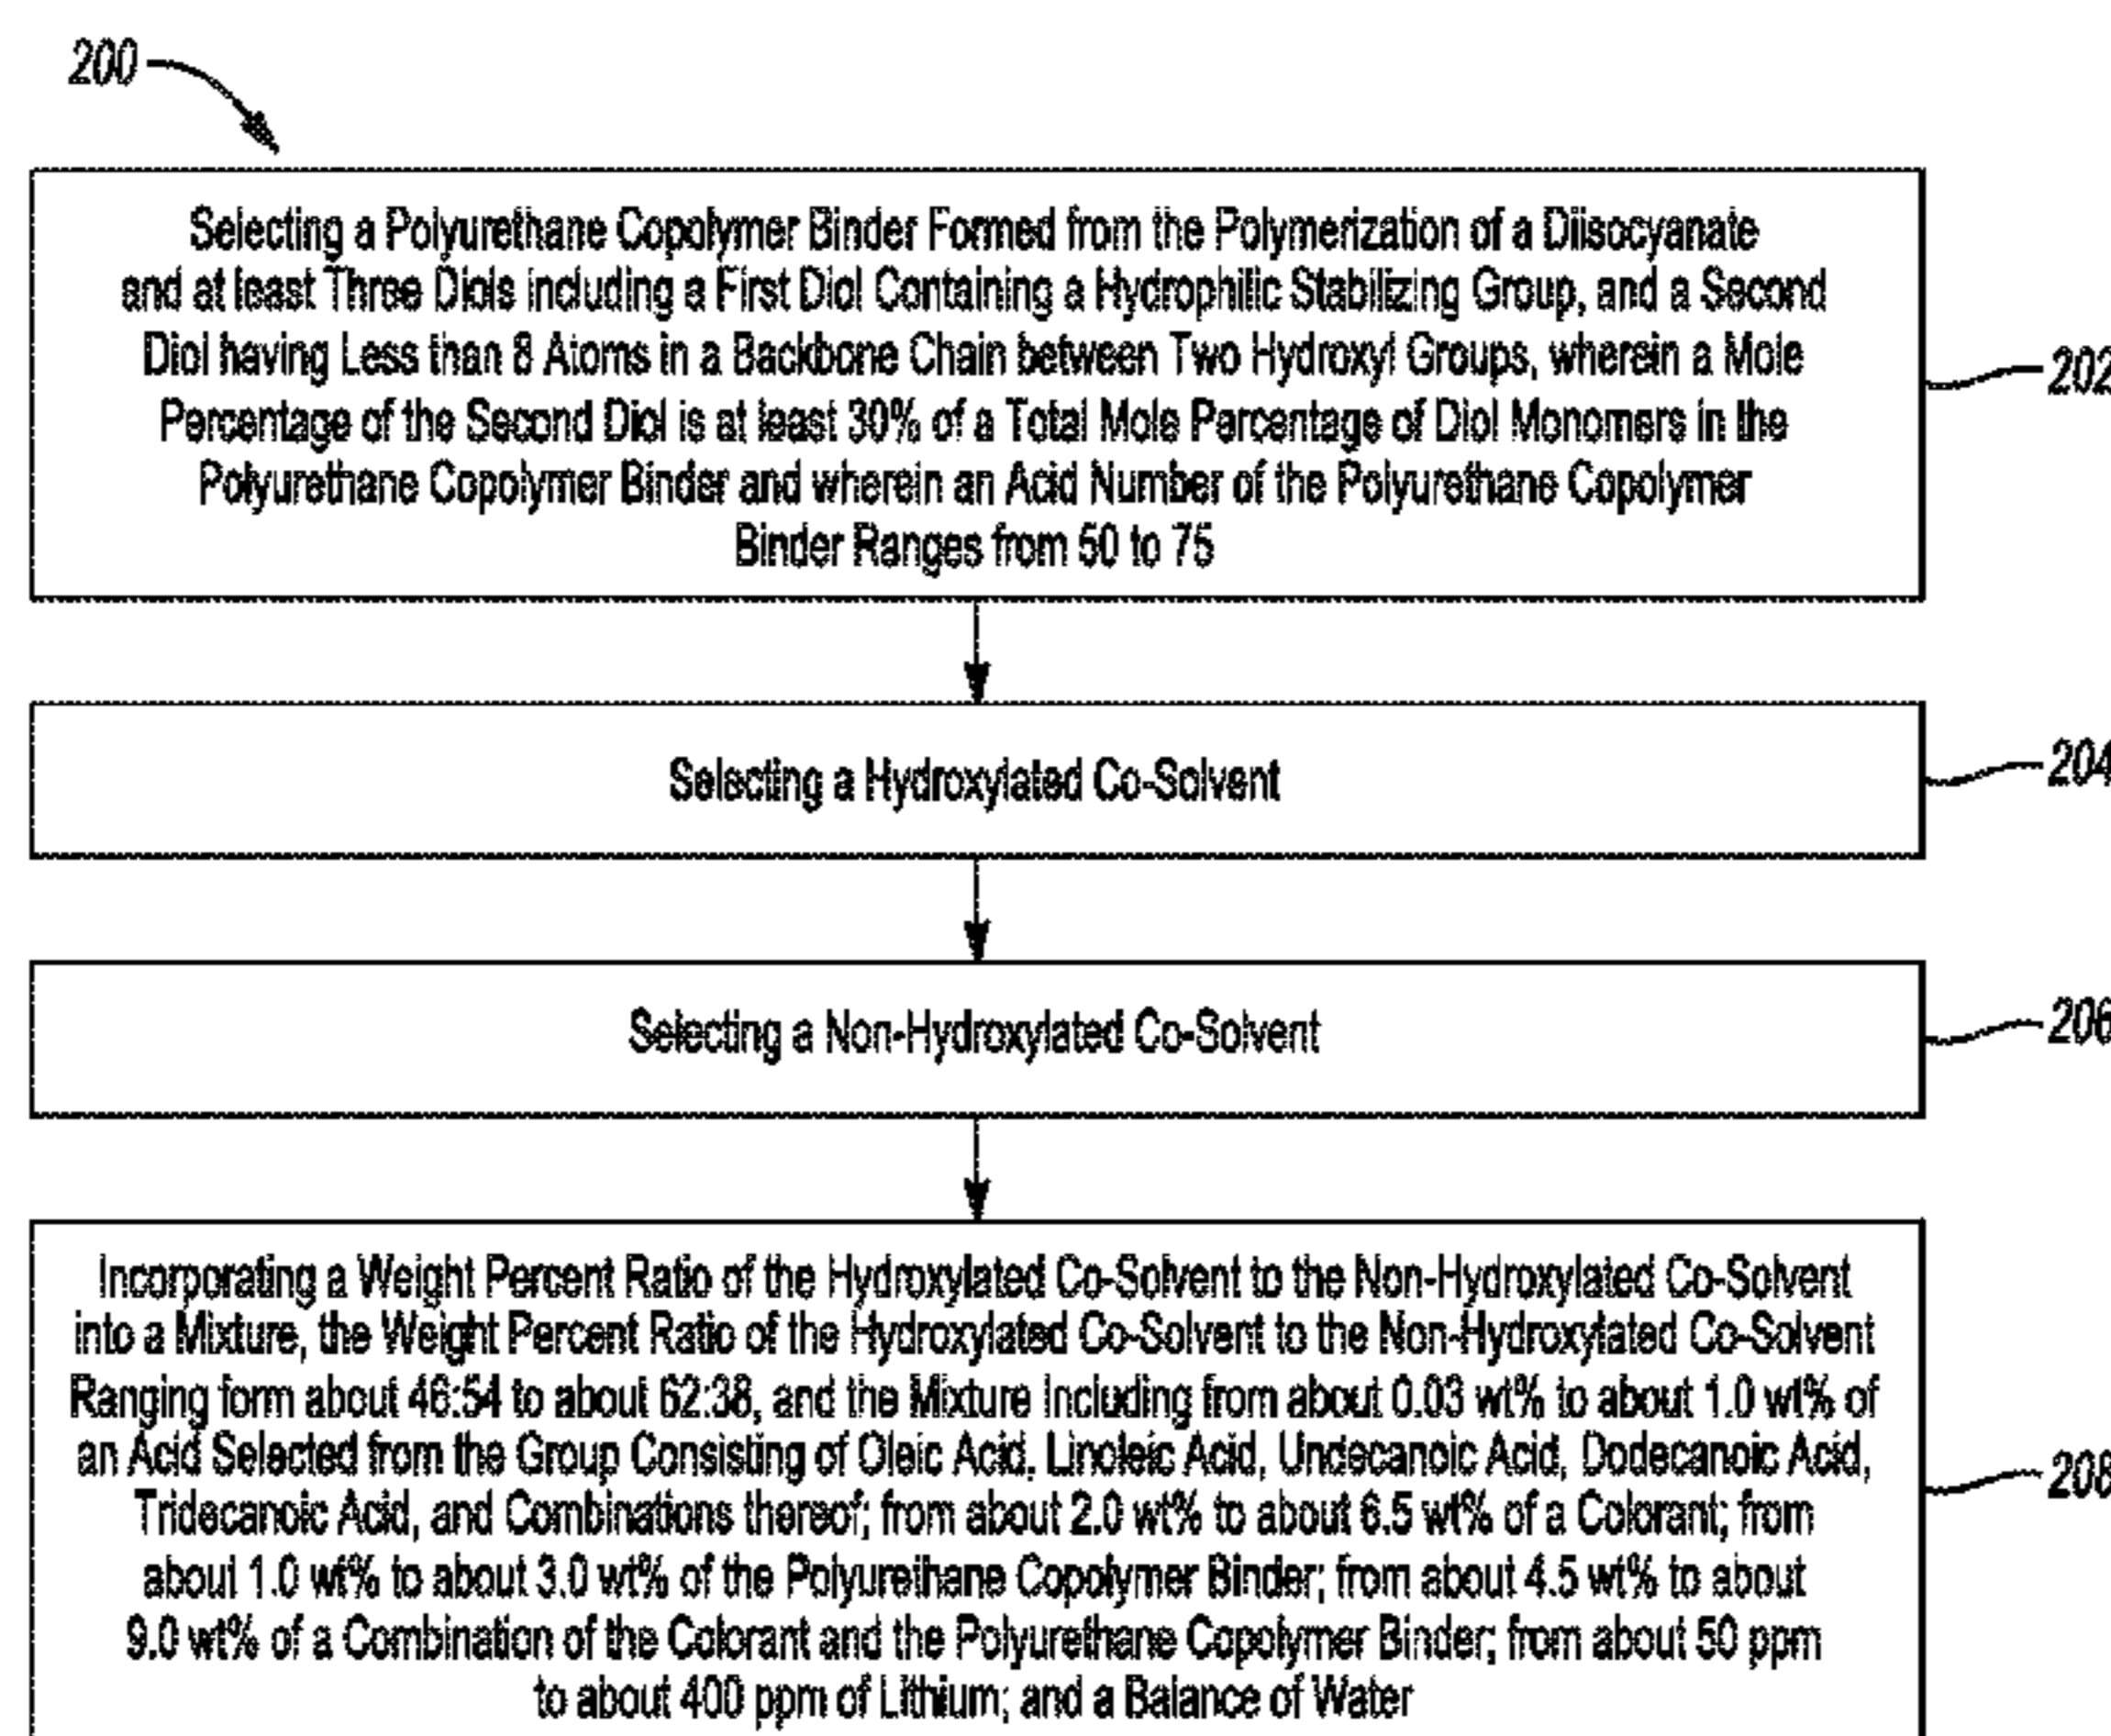 200
Selecting a Polyurethane Copolymer Binder Formed from the Polymerization of a Diisocyanate
and at least Three Diols including a First Diol Containing a Hydrophilic Stabilizing Group, and a Second
Diol having Less than 8 Atoms in a Backbone Chain between Two Hydroxyl Groups, wherein a Mole
Percentage of the Second Diol is at least 30% of a Total Mole Percentage of Diol Monomers in the
Polyurethane Copolymer Binder and wherein an Acid Number of the Polyurethane Copolymer
Binder Ranges from 50 to 75
202
Selecting a Hydroxylated Co-Solvent
204
Selecting a Non-Hydroxylated Co-Solvent
206
Incorporating a Weight Percent Ratio of the Hydroxylated Co-Solvent to the Non-Hydroxylated Co-Solvent
into a Mixture, the Weight Percent Ratio of the Hydroxylated Co-Solvent to the Non-Hydroxylated Co-Solvent
Ranging form about 46:54 to about 62:38, and the Mixture Including from about 0.03 wt% to about 1.0 wt% of
an Acid Selected from the Group Consisting of Oleic Acid, Linoleic Acid, Undecanoic Acid, Dodecanoic Acid,
Tridecanoic Acid, and Combinations thereof; from about 2.0 wt% to about 6.5 wt% of a Colorant; from
about 1.0 wt% to about 3.0 wt% of the Polyurethane Copolymer Binder; from about 4.5 wt% to about
9.0 wt% of a Combination of the Colorant and the Polyurethane Copolymer Binder; from about 50 ppm
to about 400 ppm of Lithium; and a Balance of Water
208